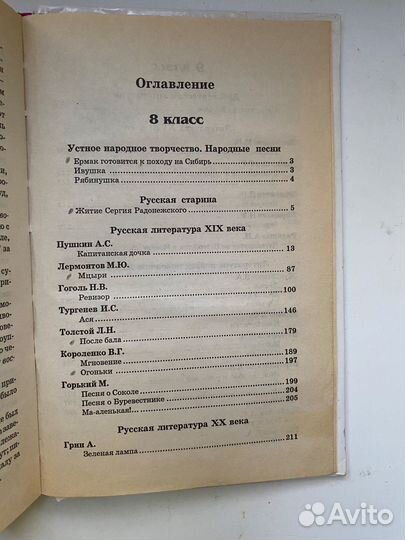 Оглавление
8 класс
Устное народное творчество. Народные песни
Ермак готовится к походу на Сибирь 3
Ивушка 3
Рябинушка 4
Русская старина
Житие Сергия Радонежского 5
Русская литература XIX века
Пушкин А.С.
Капитанская дочка 13
Лермонтов М.Ю.
Мцыри 87
Гоголь Н.В.
Ревизор 100
Тургенев И.С.
Ася 146
Толстой Л.Н.
После бала 179
Короленко В.Г. 189
Мгновение 197
Огоньки
Горький М. 199
Песня о Соколе 204
Песня о Буревестнике 205
Ма-аленькая!
Русская литература XX века
Грин А.
Зеленая лампа 211
Avito